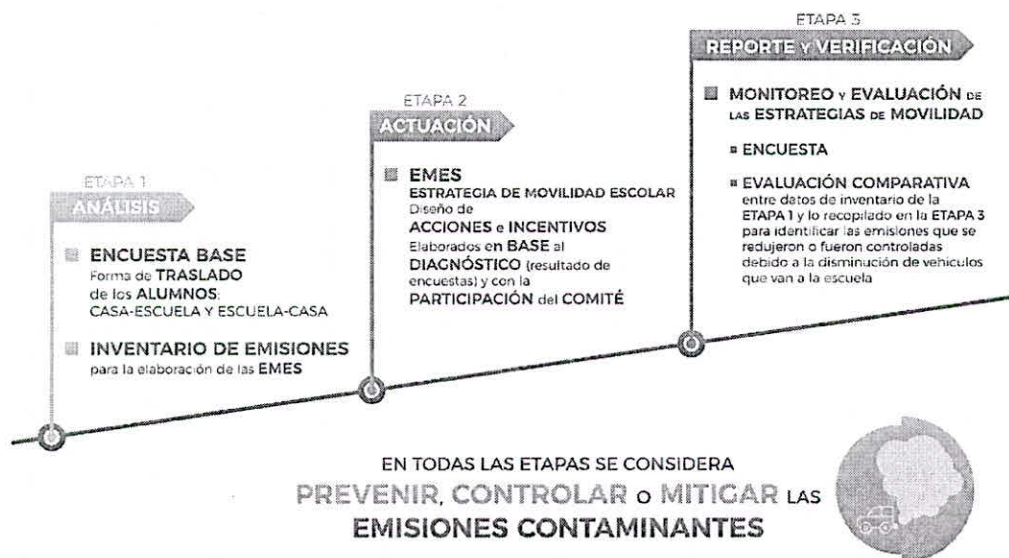 ETAPA 1
ANÁLISIS
ENCUESTA BASE
Forma de TRASLADO
de los ALUMNOS:
CASA-ESCUELA Y ESCUELA-CASA
INVENTARIO DE EMISIONES
para la elaboración de las EMES
ETAPA 2
ACTUACIÓN
EMES
ESTRATEGIA DE MOVILIDAD ESCOLAR
Diseño de
ACCIONES e INCENTIVOS
Elaborados en BASE al
DIAGNÓSTICO (resultado de
encuestas) y con la
PARTICIPACIÓN del COMITÉ
ETAPA 3
REPORTE Y VERIFICACIÓN
MONITOREO Y EVALUACIÓN DE
LAS ESTRATEGIAS DE MOVILIDAD
ENCUESTA
EVALUACIÓN COMPARATIVA
entre datos de inventario de la
ETAPA 1 y lo recopilado en la ETAPA 3
para identificar las emisiones que se
redujeron o fueron controladas
debido a la disminución de vehículos
que van a la escuela
EN TODAS LAS ETAPAS SE CONSIDERA
PREVENIR, CONTROLAR O MITIGAR LAS
EMISIONES CONTAMINANTES